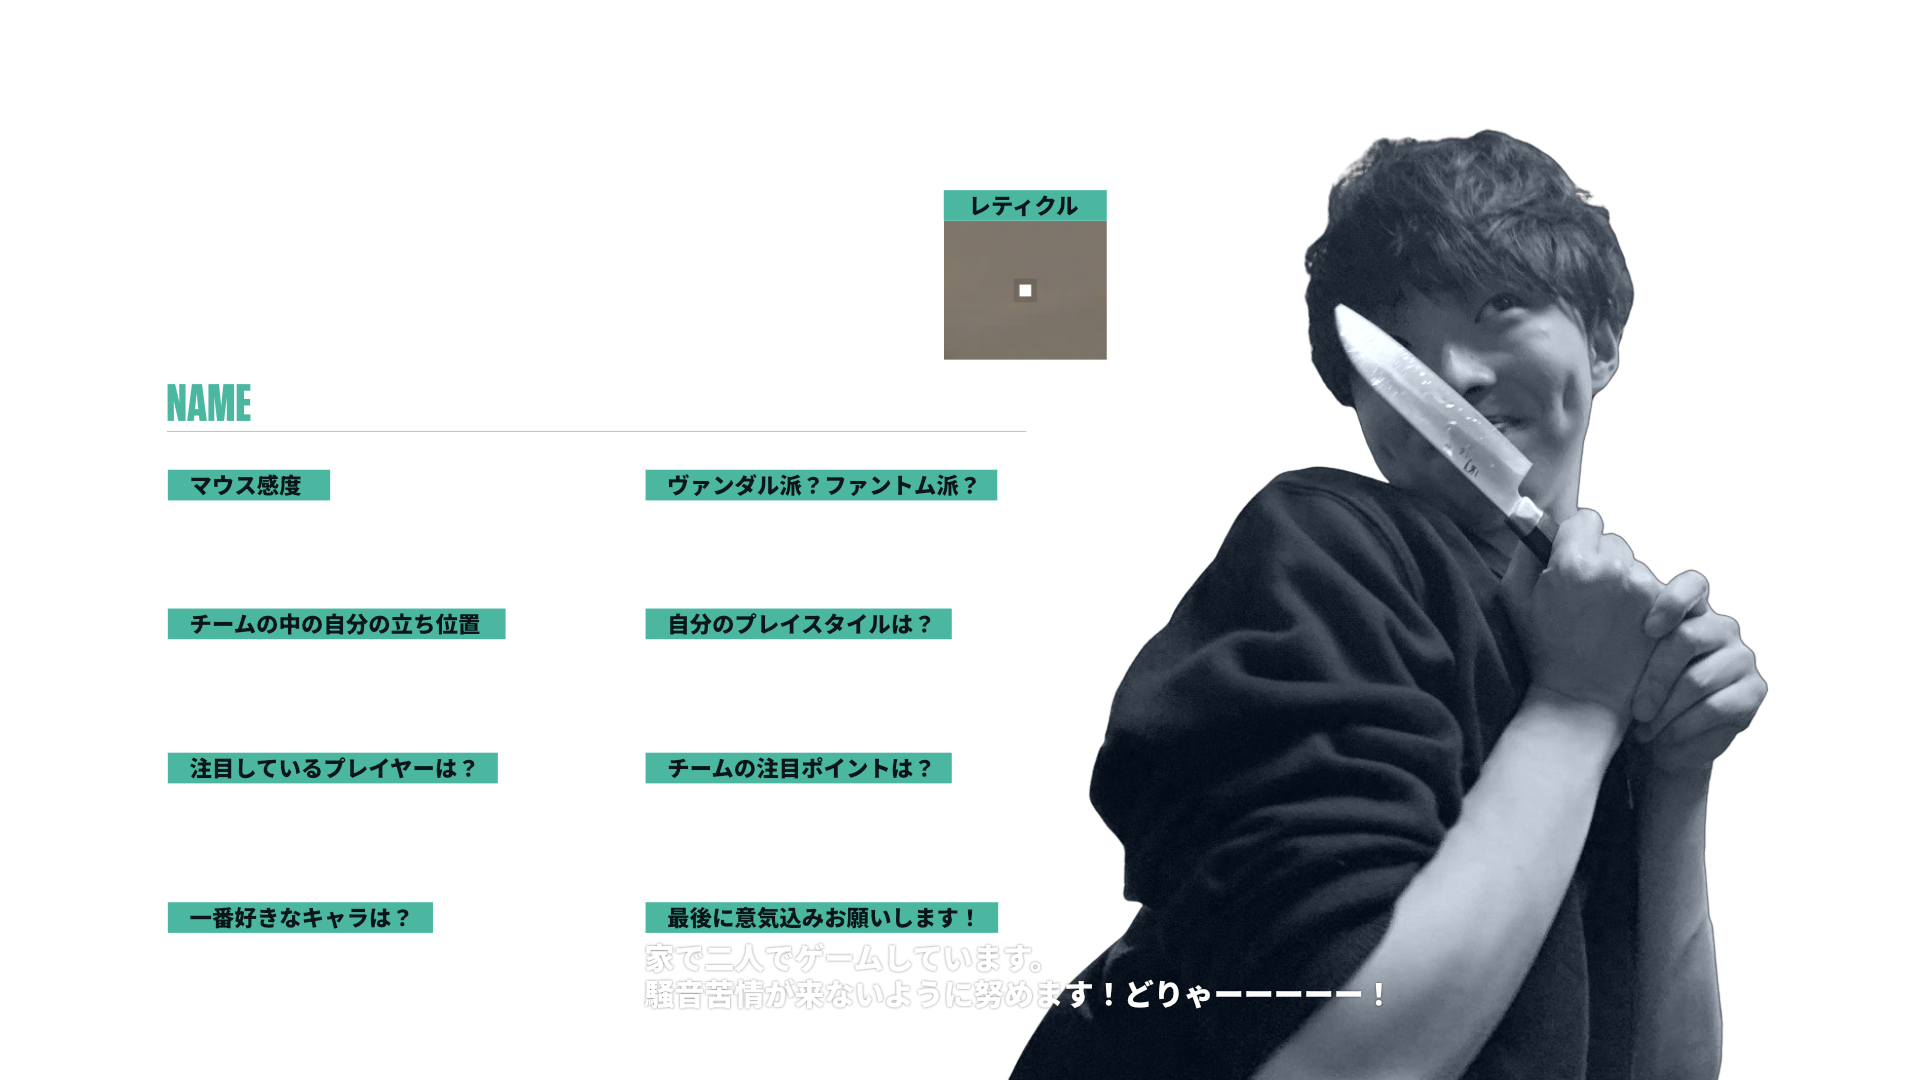 レティクル
NAME
マウス感度
ヴァンダル派？ファントム派？
チームの中の自分の立ち位置
自分のプレイスタイルは？
注目しているプレイヤーは？
チームの注目ポイントは？
一番好きなキャラは？
最後に意気込みお願いします！
家で二人でゲームしています。
騒音苦情が来ないように努めます！どりゃーーーーー！